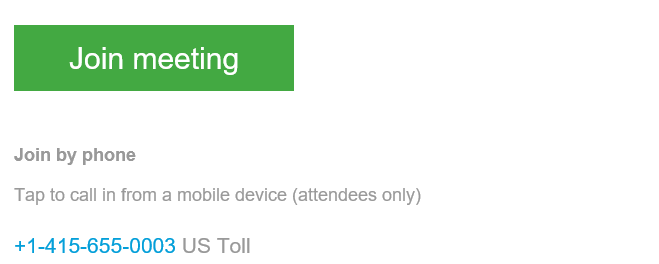 Join meeting
Join by phone
Tap to call in from a mobile device (attendees only)
+1-415-655-0003 US Toll